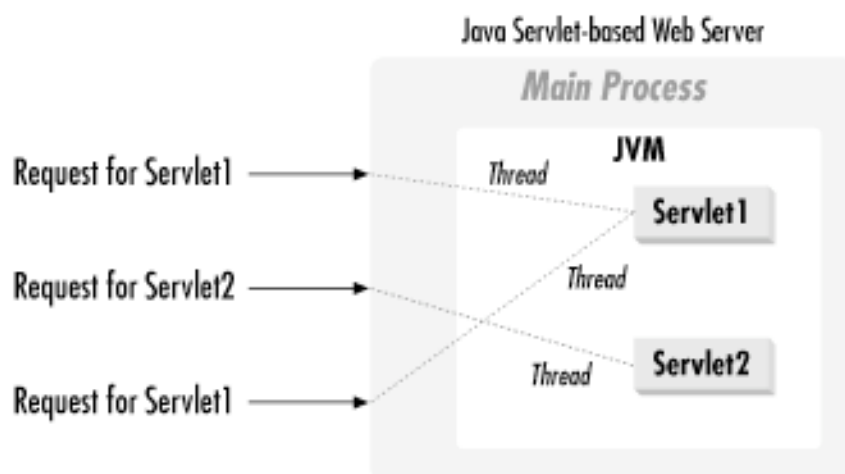 Java Servlet-based Web Server
Main Process
JVM
Request for Servlet1
Thread
Servlet1
Thread
Request for Servlet2
Thread
Servlet2
Request for Servlet1